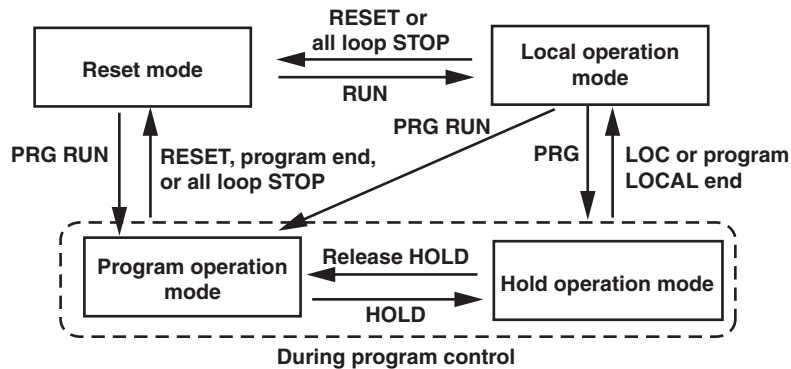 RESET or
all loop STOP
Reset mode
Local operation
mode
RUN
PRG RUN
PRG RUN
RESET, program end,
or all loop STOP
PRG
LOC or program
LOCAL end
Program operation
mode
Release HOLD
Hold operation mode
HOLD
During program control